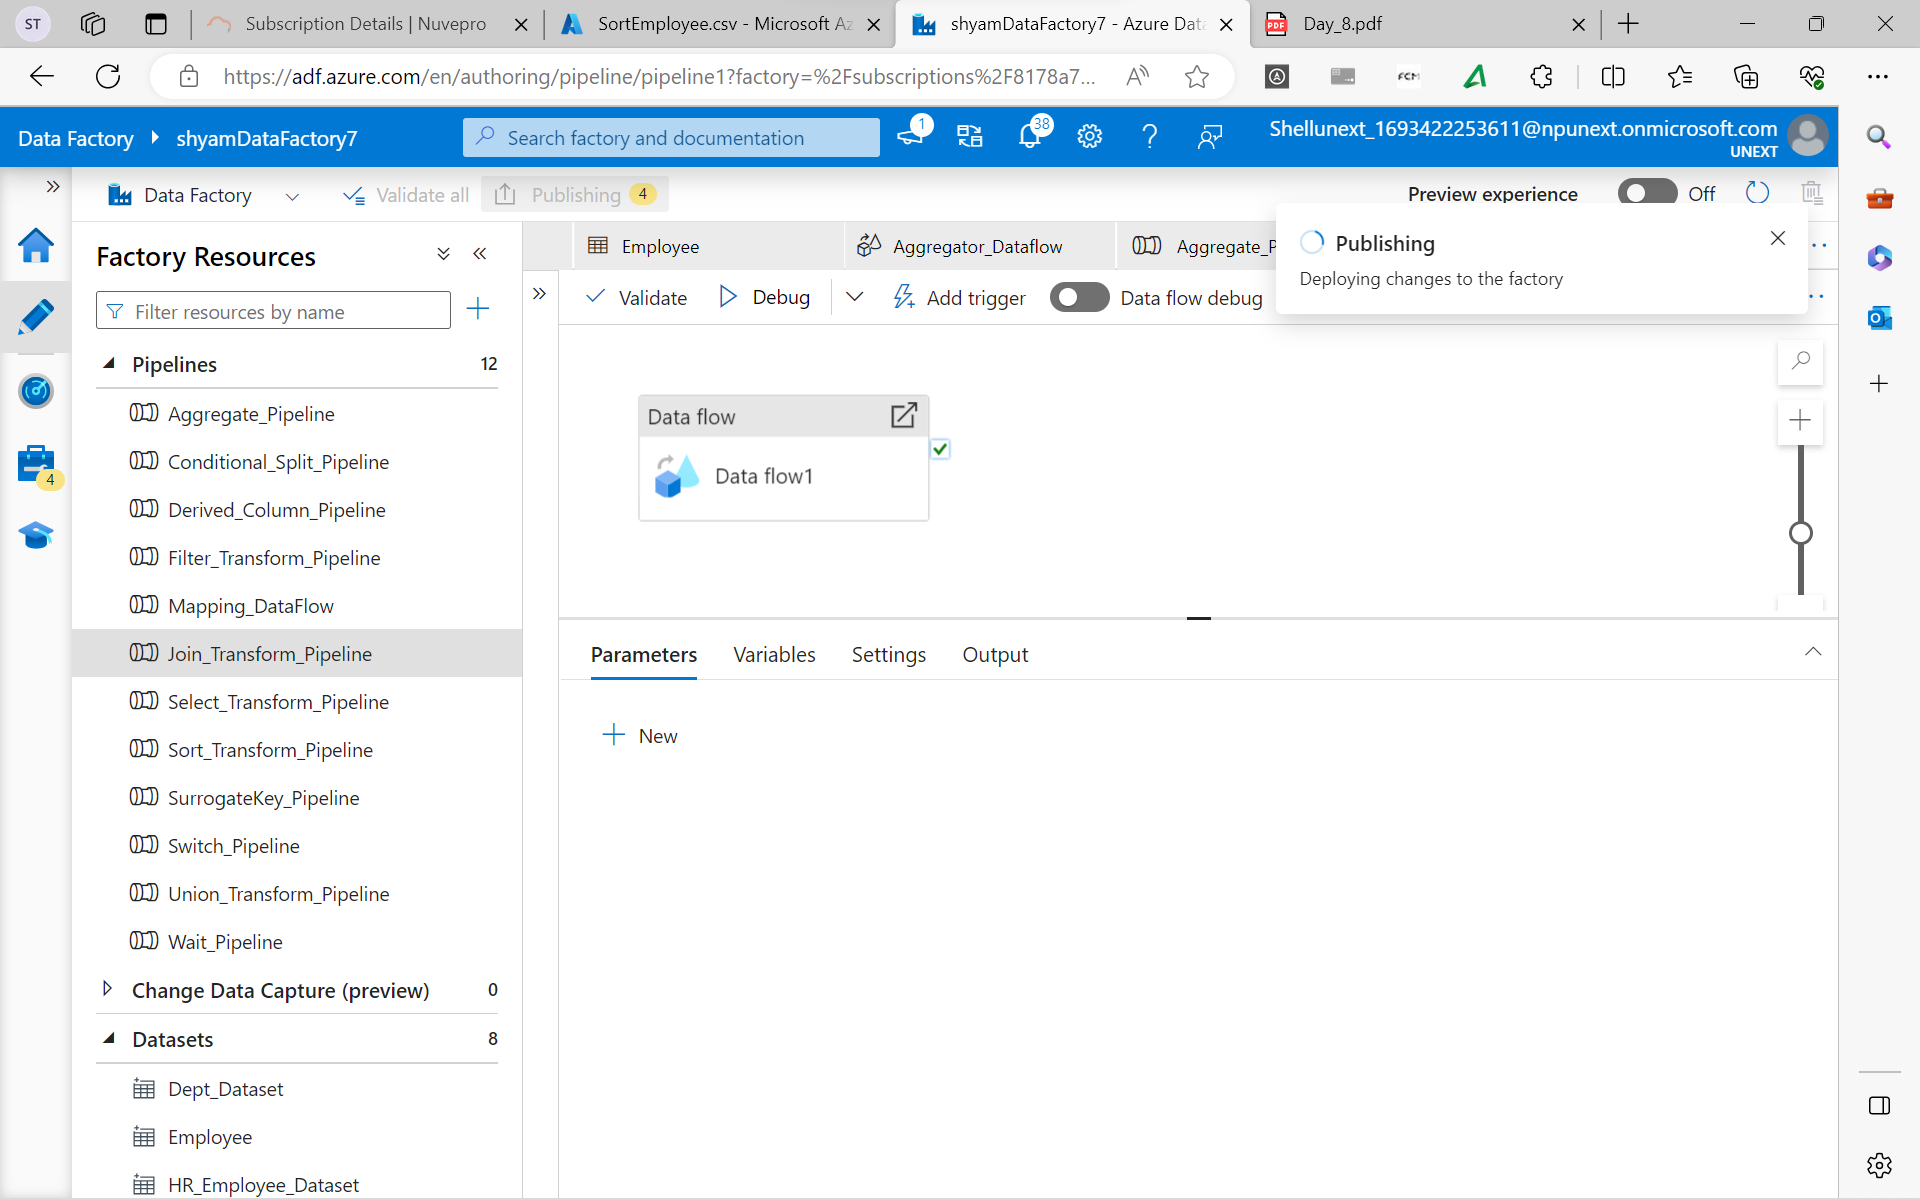 ST
Subscription Details | Nuvepro
SortEmployee.csv - Microsoft Az
shyamDataFactory7 - Azure Data
Day_8.pdf
https://adf.azure.com/en/authoring/pipeline/pipeline1?factory=%2Fsubscriptions%2F8178a7...
FCM
Data Factory
shyamDataFactory7
Search factory and documentation
1
38
Shellunext_1693422253611@npunext.onmicrosoft.com
UNEXT
Data Factory
Validate all
Publishing
4
Preview experience
Off
Factory Resources
Employee
Aggregator_Dataflow
Aggregate_P
Publishing
Deploying changes to the factory
Filter resources by name
Validate
Debug
Add trigger
Data flow debug
Pipelines
12
Aggregate_Pipeline
Conditional_Split_Pipeline
Derived_Column_Pipeline
Filter_Transform_Pipeline
Mapping_DataFlow
Join_Transform_Pipeline
Select_Transform_Pipeline
Sort_Transform_Pipeline
SurrogateKey_Pipeline
Switch_Pipeline
Union_Transform_Pipeline
Wait_Pipeline
4
Change Data Capture (preview)
0
Datasets
8
Dept_Dataset
Employee
HR_Employee_Dataset
Data flow
Data flow1
Parameters
Variables
Settings
Output
New